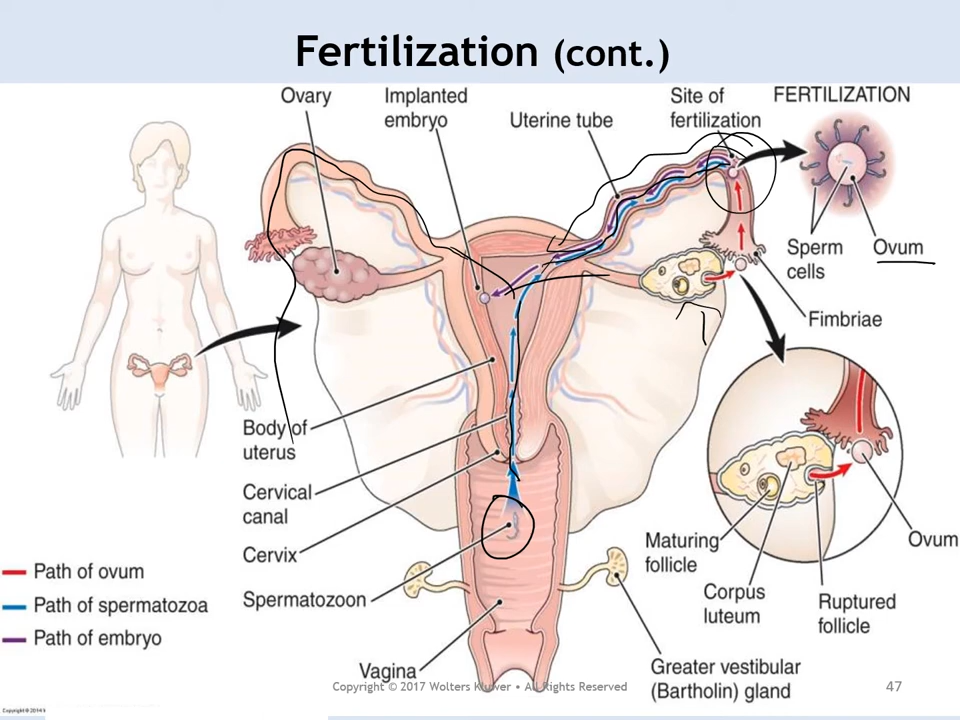 Fertilization (cont.)
Ovary
Implanted
embryo
Uterine tube
Site of
fertilization
FERTILIZATION
Sperm
cells
Ovum
Fimbriae
Body of
uterus
Cervical
canal
Cervix
Spermatozoon
Vagina
Maturing
follicle
Corpus
luteum
Ruptured
follicle
Ovum
Greater vestibular
(Bartholin) gland
Path of ovum
Path of spermatozoa
Path of embryo
Copyright © 2017 Wolters Kluwer • All Rights Reserved
47